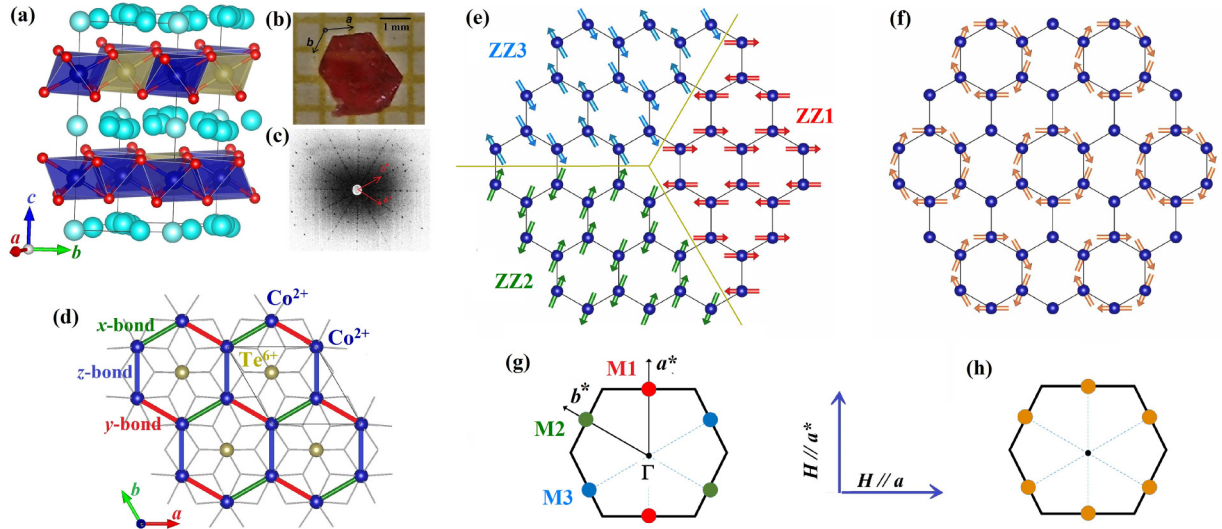 (a)
c
a
b
(b)
a
b
1 mm
(c)
(d)
Co²⁺
Co²⁺
x-bond
Te⁶⁺
z-bond
y-bond
b
a
(e)
ZZ3
ZZ1
ZZ2
(f)
(g)
M1
a*
b*
M2
Γ
M3
H // a*
H // a
(h)